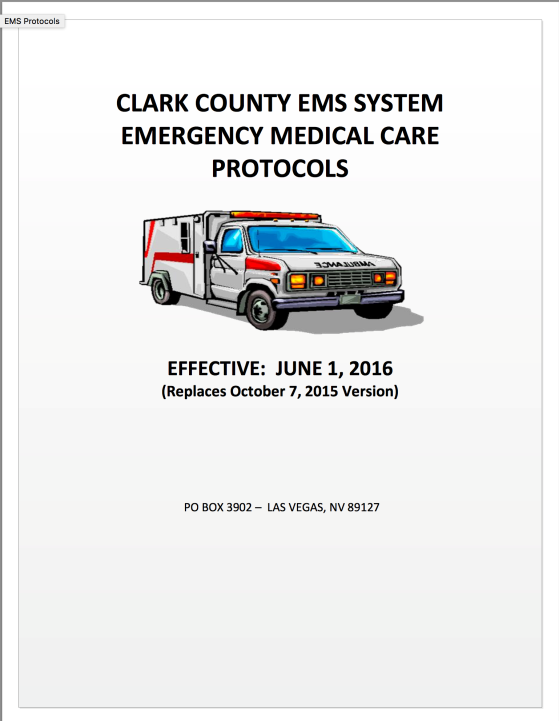 EMS Protocols
CLARK COUNTY EMS SYSTEM
EMERGENCY MEDICAL CARE
PROTOCOLS
AMBULANCE
EFFECTIVE:  JUNE 1, 2016
(Replaces October 7, 2015 Version)
PO BOX 3902 –  LAS VEGAS, NV 89127